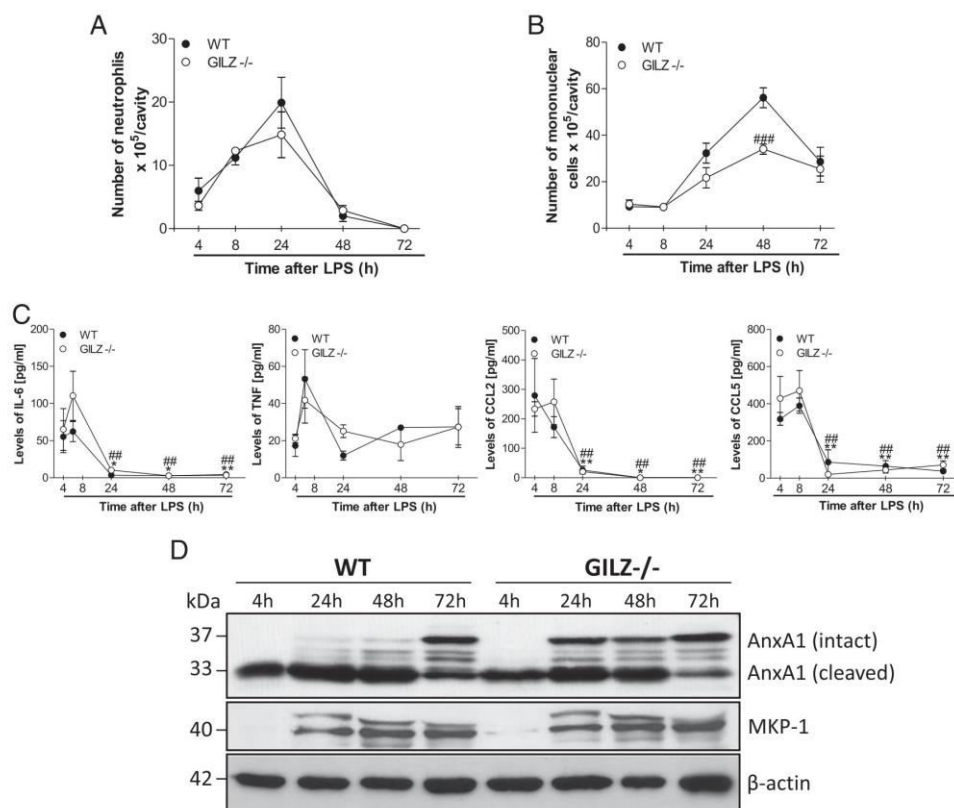 A
B
WT
GILZ -/-
30
20
10
0
Number of neutrophlis
x 10⁵/cavity
4 8 24 48 72
Time after LPS (h)
WT
GILZ -/-
80
60
40
20
0
Number of mononuclear
cells x 10⁵/cavity
###
4 8 24 48 72
Time after LPS (h)
C
WT
GILZ -/-
200
150
100
50
0
Levels of IL-6 [pg/ml]
## ## ##
* * **
4 8 24 48 72
Time after LPS (h)
WT
GILZ -/-
80
60
40
20
0
Levels of TNF [pg/ml]
4 8 24 48 72
Time after LPS (h)
WT
GILZ -/-
500
400
300
200
100
0
Levels of CCL2 [pg/ml]
## ## ##
** * **
4 8 24 48 72
Time after LPS (h)
WT
GILZ -/-
800
600
400
200
0
Levels of CCL5 [pg/ml]
## ## ##
** ** **
4 8 24 48 72
Time after LPS (h)
D
WT GILZ-/-
kDa 4h 24h 48h 72h 4h 24h 48h 72h
37 AnxA1 (intact)
33 AnxA1 (cleaved)
40 MKP-1
42 β-actin